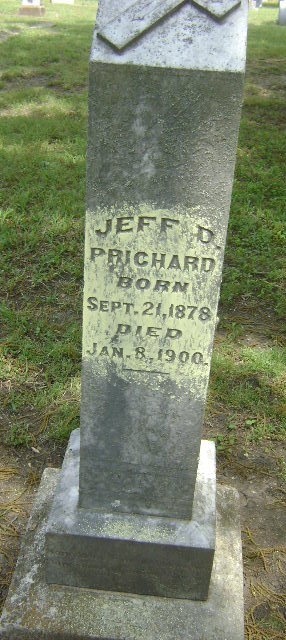 JEFF D.
PRICHARD
BORN
SEPT. 21, 1878
DIED
JAN. 8, 1900.